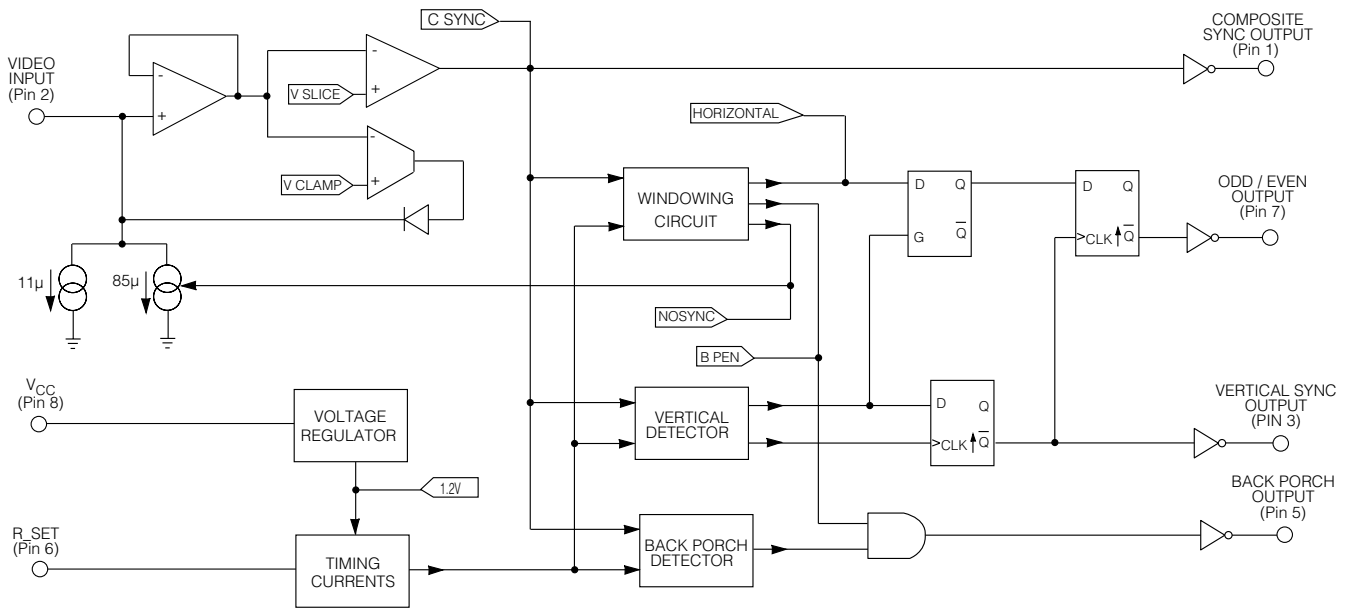 C SYNC
COMPOSITE
SYNC OUTPUT
(Pin 1)
VIDEO
INPUT
(Pin 2)
-
+
-
+
V SLICE
-
+
V CLAMP
HORIZONTAL
WINDOWING
CIRCUIT
D Q
G Q
D Q
>CLK Q
ODD / EVEN
OUTPUT
(Pin 7)
11µ
85µ
NOSYNC
B PEN
VCC
(Pin 8)
VOLTAGE
REGULATOR
VERTICAL
DETECTOR
D Q
>CLK Q
VERTICAL SYNC
OUTPUT
(PIN 3)
1.2V
BACK PORCH
OUTPUT
(Pin 5)
R_SET
(Pin 6)
TIMING
CURRENTS
BACK PORCH
DETECTOR